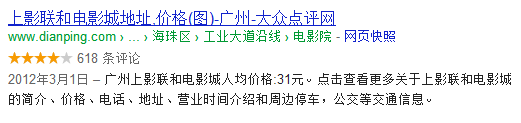 上影联和电影城地址,价格(图)-广州-大众点评网
www.dianping.com › ... › 海珠区 › 工业大道沿线 › 电影院 - 网页快照
618 条评论
2012年3月1日 – 广州上影联和电影城人均价格:31元。点击查看更多关于上影联和电影城
的简介、价格、电话、地址、营业时间介绍和周边停车，公交等交通信息。